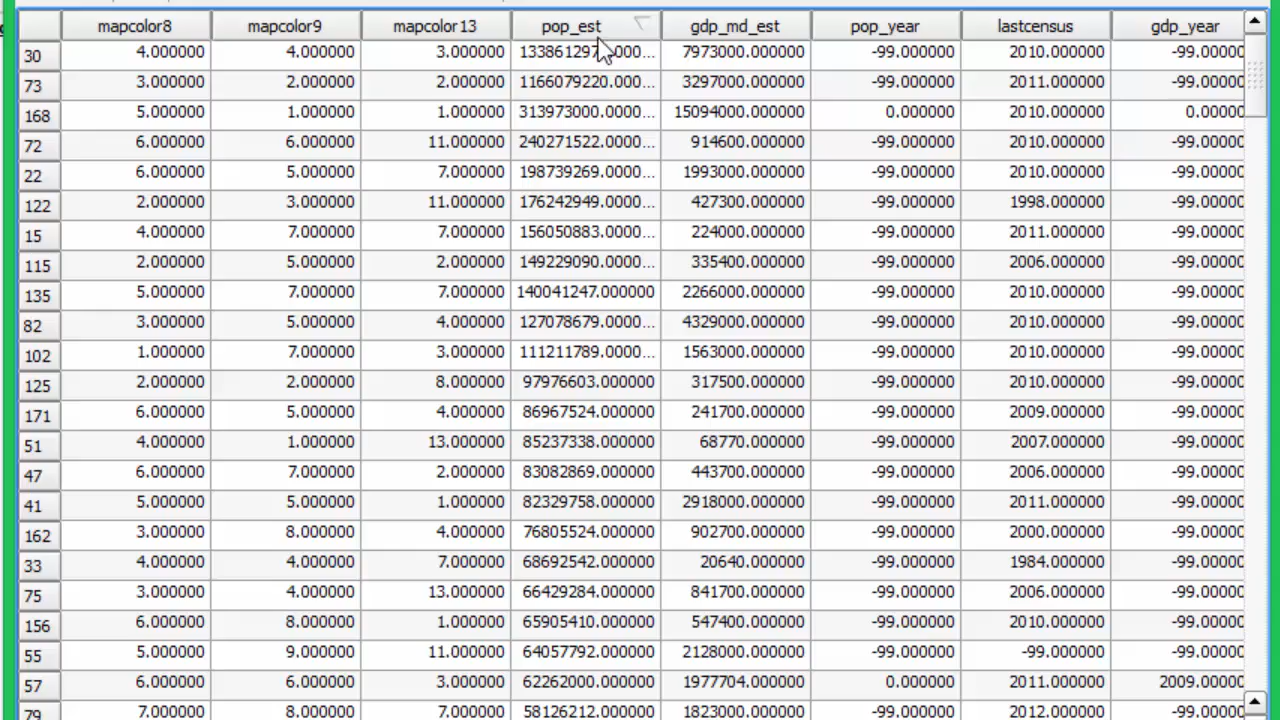 mapcolor8 mapcolor9 mapcolor13 pop_est gdp_md_est pop_year lastcensus gdp_year
30 4.000000 4.000000 3.000000 7973000.000000 -99.000000 2010.000000 -99.00000
73 3.000000 2.000000 2.000000 1166079220.000... 3297000.000000 -99.000000 2011.000000 -99.00000
168 5.000000 1.000000 1.000000 313973000.0000... 15094000.000000 0.000000 2010.000000 0.00000
72 6.000000 6.000000 11.000000 240271522.0000... 914600.000000 -99.000000 2010.000000 -99.00000
22 6.000000 5.000000 7.000000 198739269.0000... 1993000.000000 -99.000000 2010.000000 -99.00000
122 2.000000 3.000000 11.000000 176242949.0000... 427300.000000 -99.000000 1998.000000 -99.00000
15 4.000000 7.000000 7.000000 156050883.0000... 224000.000000 -99.000000 2011.000000 -99.00000
115 2.000000 5.000000 2.000000 149229090.0000... 335400.000000 -99.000000 2006.000000 -99.00000
135 5.000000 7.000000 7.000000 140041247.000000 2266000.000000 -99.000000 2010.000000 -99.00000
82 3.000000 5.000000 4.000000 127078679.0000... 4329000.000000 -99.000000 2010.000000 -99.00000
102 1.000000 7.000000 3.000000 111211789.0000... 1563000.000000 -99.000000 2010.000000 -99.00000
125 2.000000 2.000000 8.000000 97976603.000000 317500.000000 -99.000000 2010.000000 -99.00000
171 6.000000 5.000000 4.000000 86967524.000000 241700.000000 -99.000000 2009.000000 -99.00000
51 4.000000 1.000000 13.000000 85237338.000000 68770.000000 -99.000000 2007.000000 -99.00000
47 6.000000 7.000000 2.000000 83082869.000000 443700.000000 -99.000000 2006.000000 -99.00000
41 5.000000 5.000000 1.000000 82329758.000000 2918000.000000 -99.000000 2011.000000 -99.00000
162 3.000000 8.000000 4.000000 76805524.000000 902700.000000 -99.000000 2000.000000 -99.00000
33 4.000000 4.000000 7.000000 68692542.000000 20640.000000 -99.000000 1984.000000 -99.00000
75 3.000000 4.000000 13.000000 66429284.000000 841700.000000 -99.000000 2006.000000 -99.00000
156 6.000000 8.000000 1.000000 65905410.000000 547400.000000 -99.000000 2010.000000 -99.00000
55 5.000000 9.000000 11.000000 64057792.000000 2128000.000000 -99.000000 -99.000000 -99.00000
57 6.000000 6.000000 3.000000 62262000.000000 1977704.000000 0.000000 2011.000000 2009.00000
79 7.000000 8.000000 7.000000 58126212.000000 1823000.000000 -99.000000 2012.000000 -99.00000